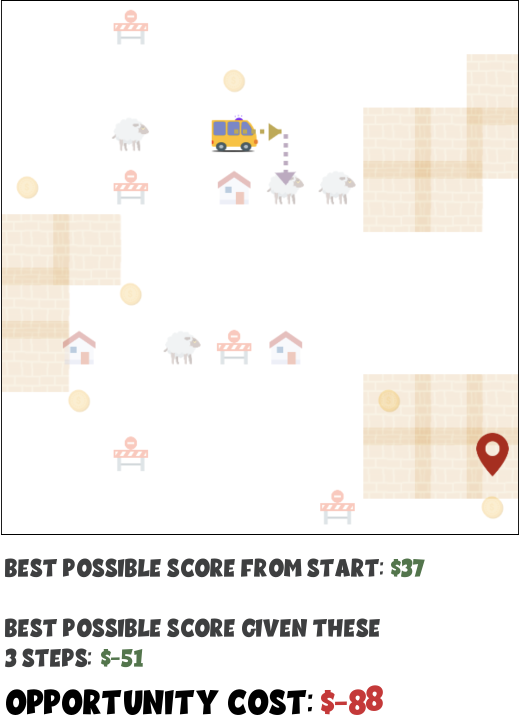 BEST POSSIBLE SCORE FROM START: $37
BEST POSSIBLE SCORE GIVEN THESE
3 STEPS: $-51
OPPORTUNITY COST: $-88